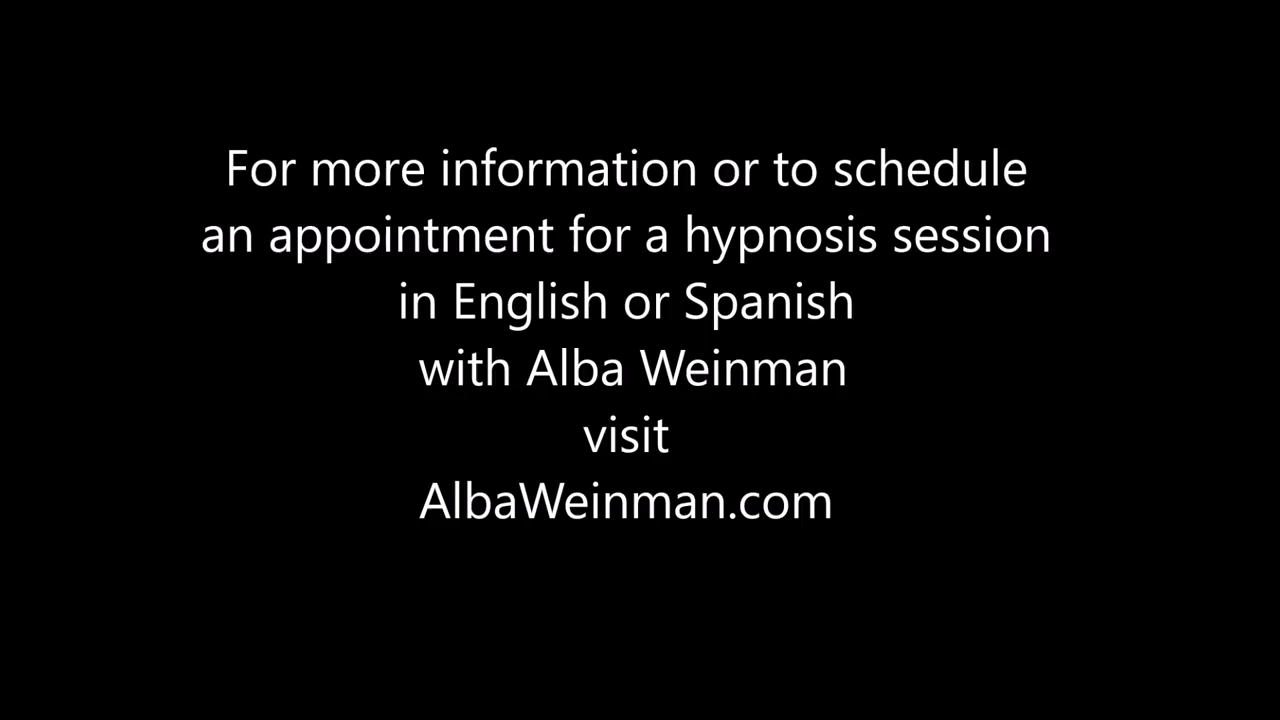 For more information or to schedule
an appointment for a hypnosis session
in English or Spanish
with Alba Weinman
visit
AlbaWeinman.com